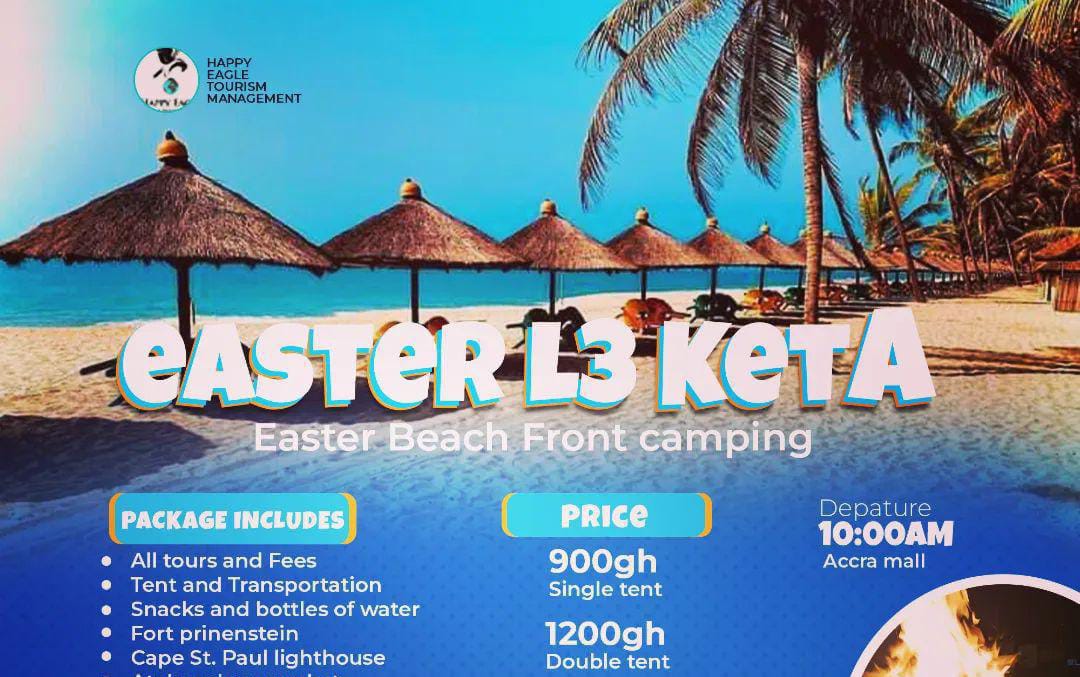 HAPPY
EAGLE
TOURISM
MANAGEMENT
eASTeR L3 KeTA
Easter Beach Front camping
PACKAGE INCLUDES
All tours and Fees
Tent and Transportation
Snacks and bottles of water
Fort prinenstein
Cape St. Paul lighthouse
PRICe
900gh
Single tent
1200gh
Double tent
Depature
10:00AM
Accra mall